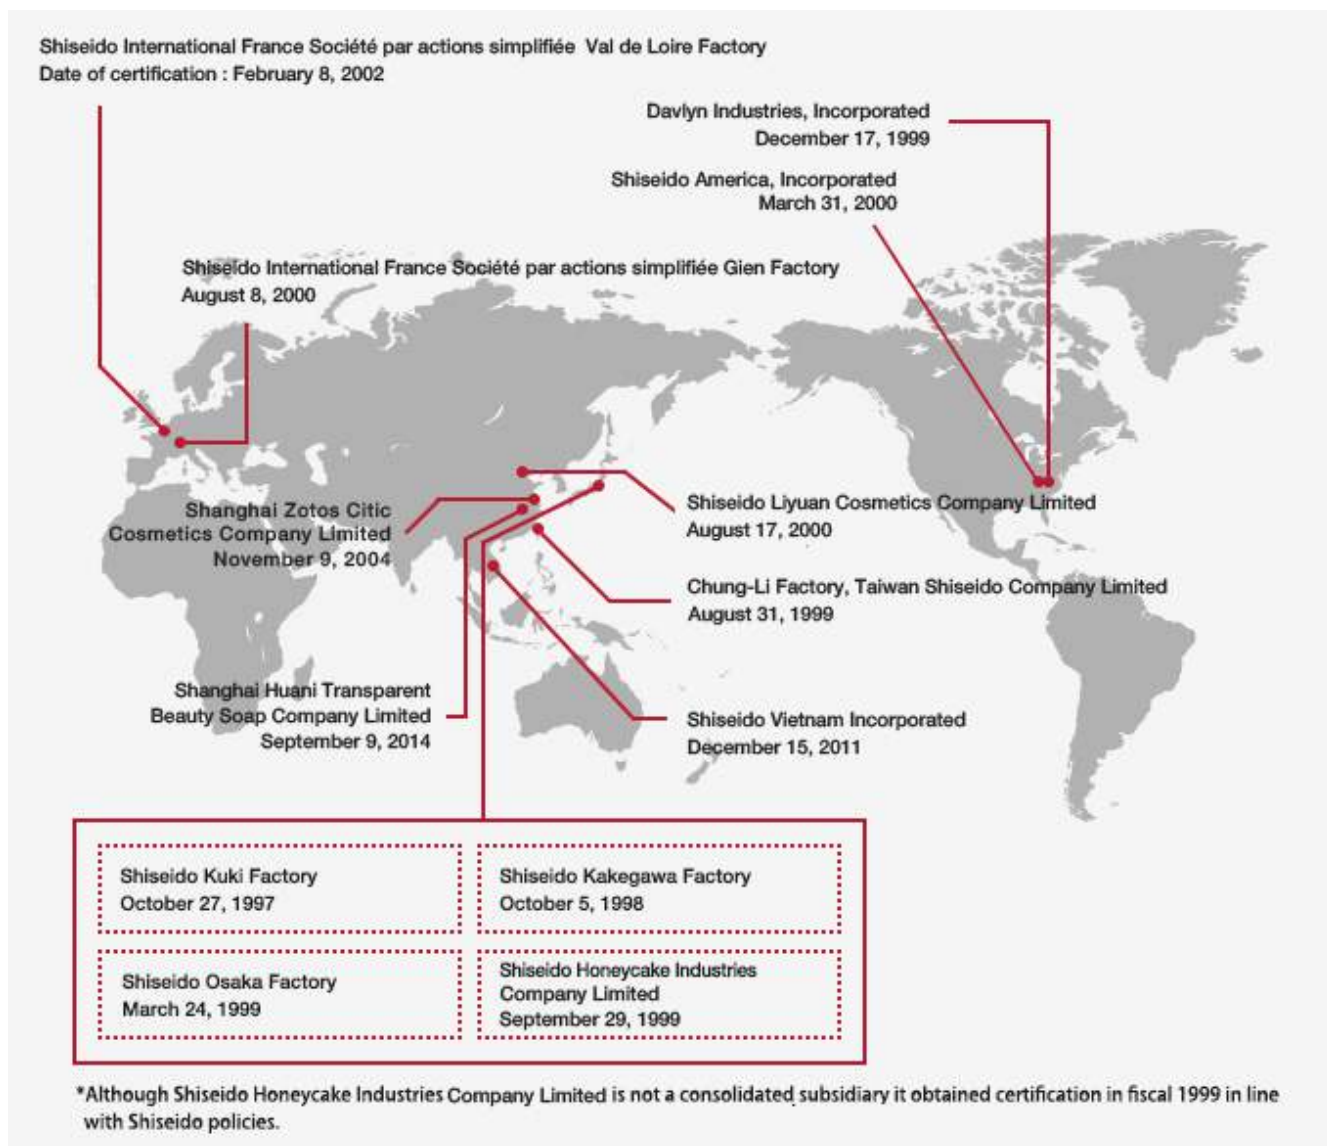 Shiseido International France Société par actions simplifiée Val de Loire Factory
Date of certification : February 8, 2002
Davlyn Industries, Incorporated
December 17, 1999
Shiseido America, Incorporated
March 31, 2000
Shiseido International France Société par actions simplifiée Gien Factory
August 8, 2000
Shanghai Zotos Citic
Cosmetics Company Limited
November 9, 2004
Shiseido Liyuan Cosmetics Company Limited
August 17, 2000
Chung-Li Factory, Taiwan Shiseido Company Limited
August 31, 1999
Shanghai Huani Transparent
Beauty Soap Company Limited
September 9, 2014
Shiseido Vietnam Incorporated
December 15, 2011
Shiseido Kuki Factory
October 27, 1997
Shiseido Kakegawa Factory
October 5, 1998
Shiseido Osaka Factory
March 24, 1999
Shiseido Honeycake Industries
Company Limited
September 29, 1999
*Although Shiseido Honeycake Industries Company Limited is not a consolidated subsidiary it obtained certification in fiscal 1999 in line
with Shiseido policies.